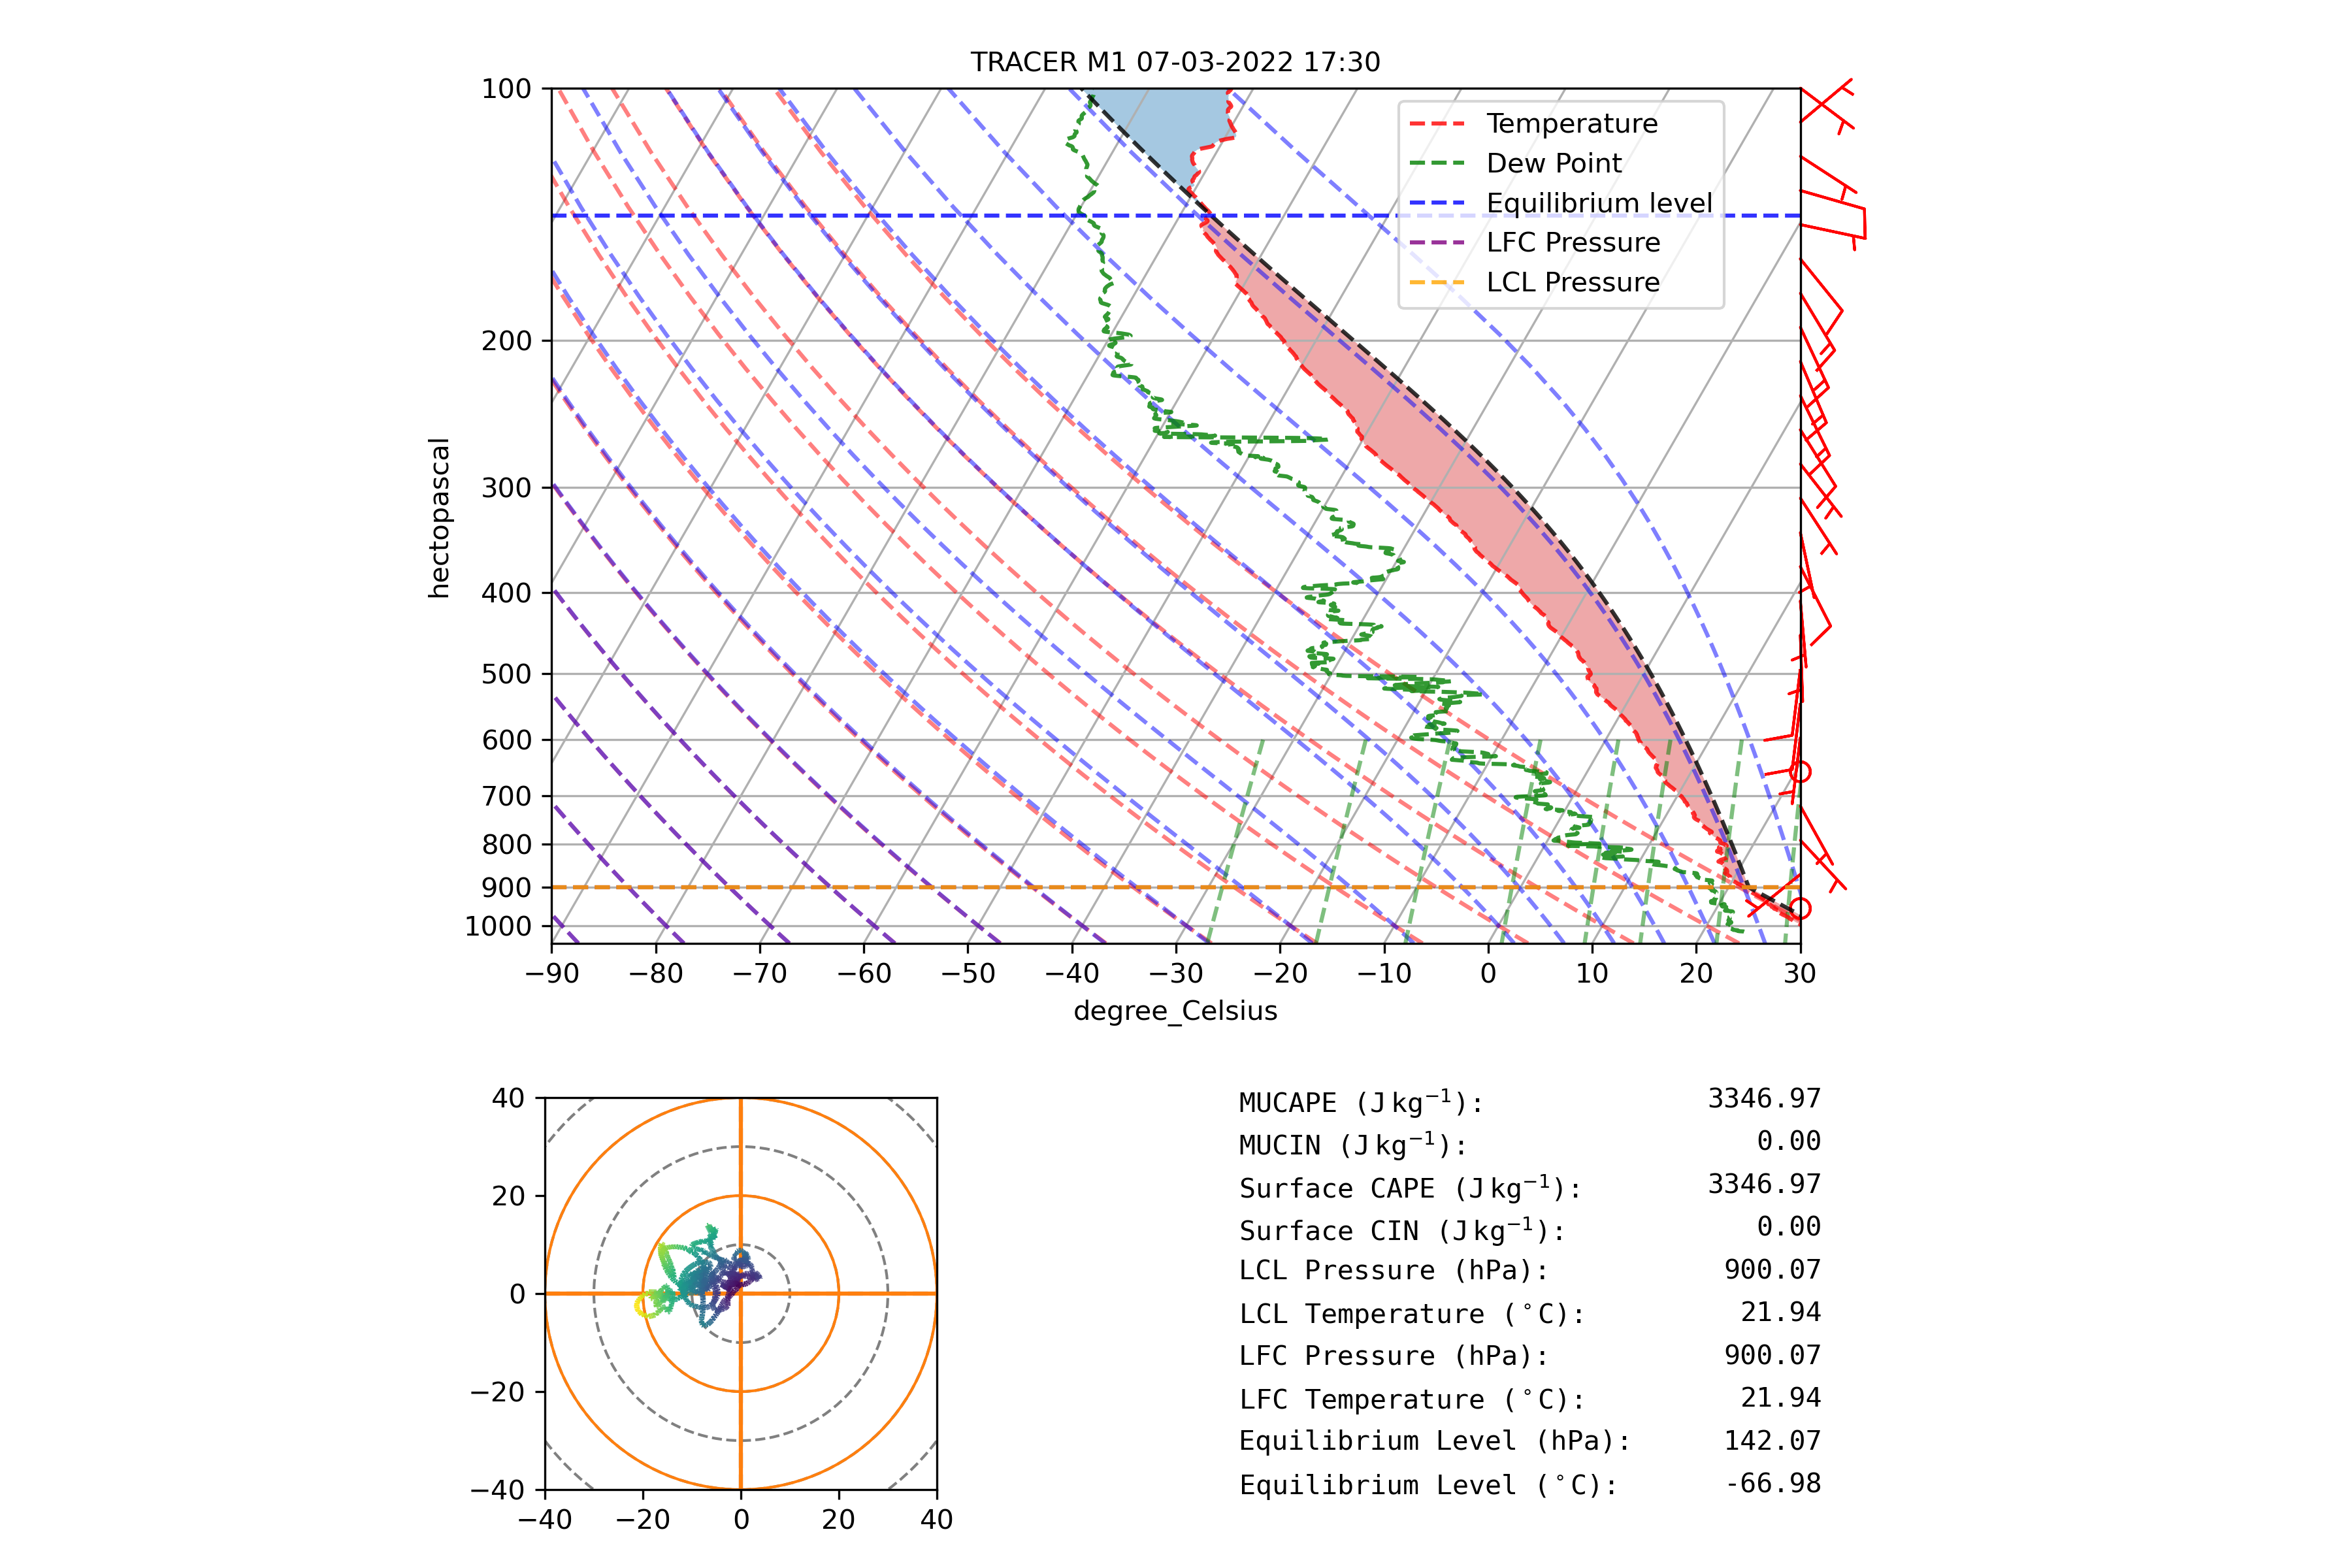 TRACER M1 07-03-2022 17:30
100
200
300
400
500
600
700
800
900
1000
hectopascal
Temperature
Dew Point
Equilibrium level
LFC Pressure
LCL Pressure
−90 −80 −70 −60 −50 −40 −30 −20 −10 0 10 20 30
degree_Celsius
40
20
0
−20
−40
−40 −20 0 20 40
MUCAPE (J kg⁻¹): 3346.97
MUCIN (J kg⁻¹): 0.00
Surface CAPE (J kg⁻¹): 3346.97
Surface CIN (J kg⁻¹): 0.00
LCL Pressure (hPa): 900.07
LCL Temperature (°C): 21.94
LFC Pressure (hPa): 900.07
LFC Temperature (°C): 21.94
Equilibrium Level (hPa): 142.07
Equilibrium Level (°C): -66.98